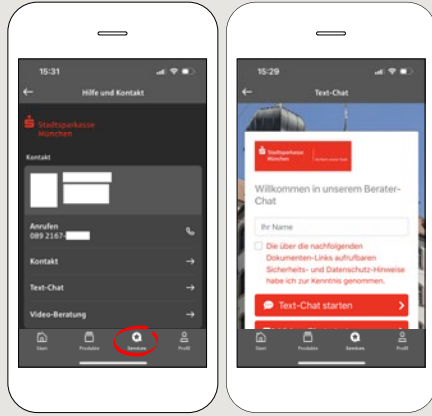 15:31
Hilfe und Kontakt
Stadtsparkasse
München
Kontakt
Anrufen
089 2167-
Kontakt
Text-Chat
Video-Beratung
Start
Produkte
Services
Profil
15:29
Text-Chat
Stadtsparkasse
München
Willkommen in unserem Berater-
Chat
Ihr Name
Die über die nachfolgenden
Dokumenten-Links aufrufbaren
Sicherheits- und Datenschutz-Hinweise
habe ich zur Kenntnis genommen.
Text-Chat starten
Start
Produkte
Services
Profil